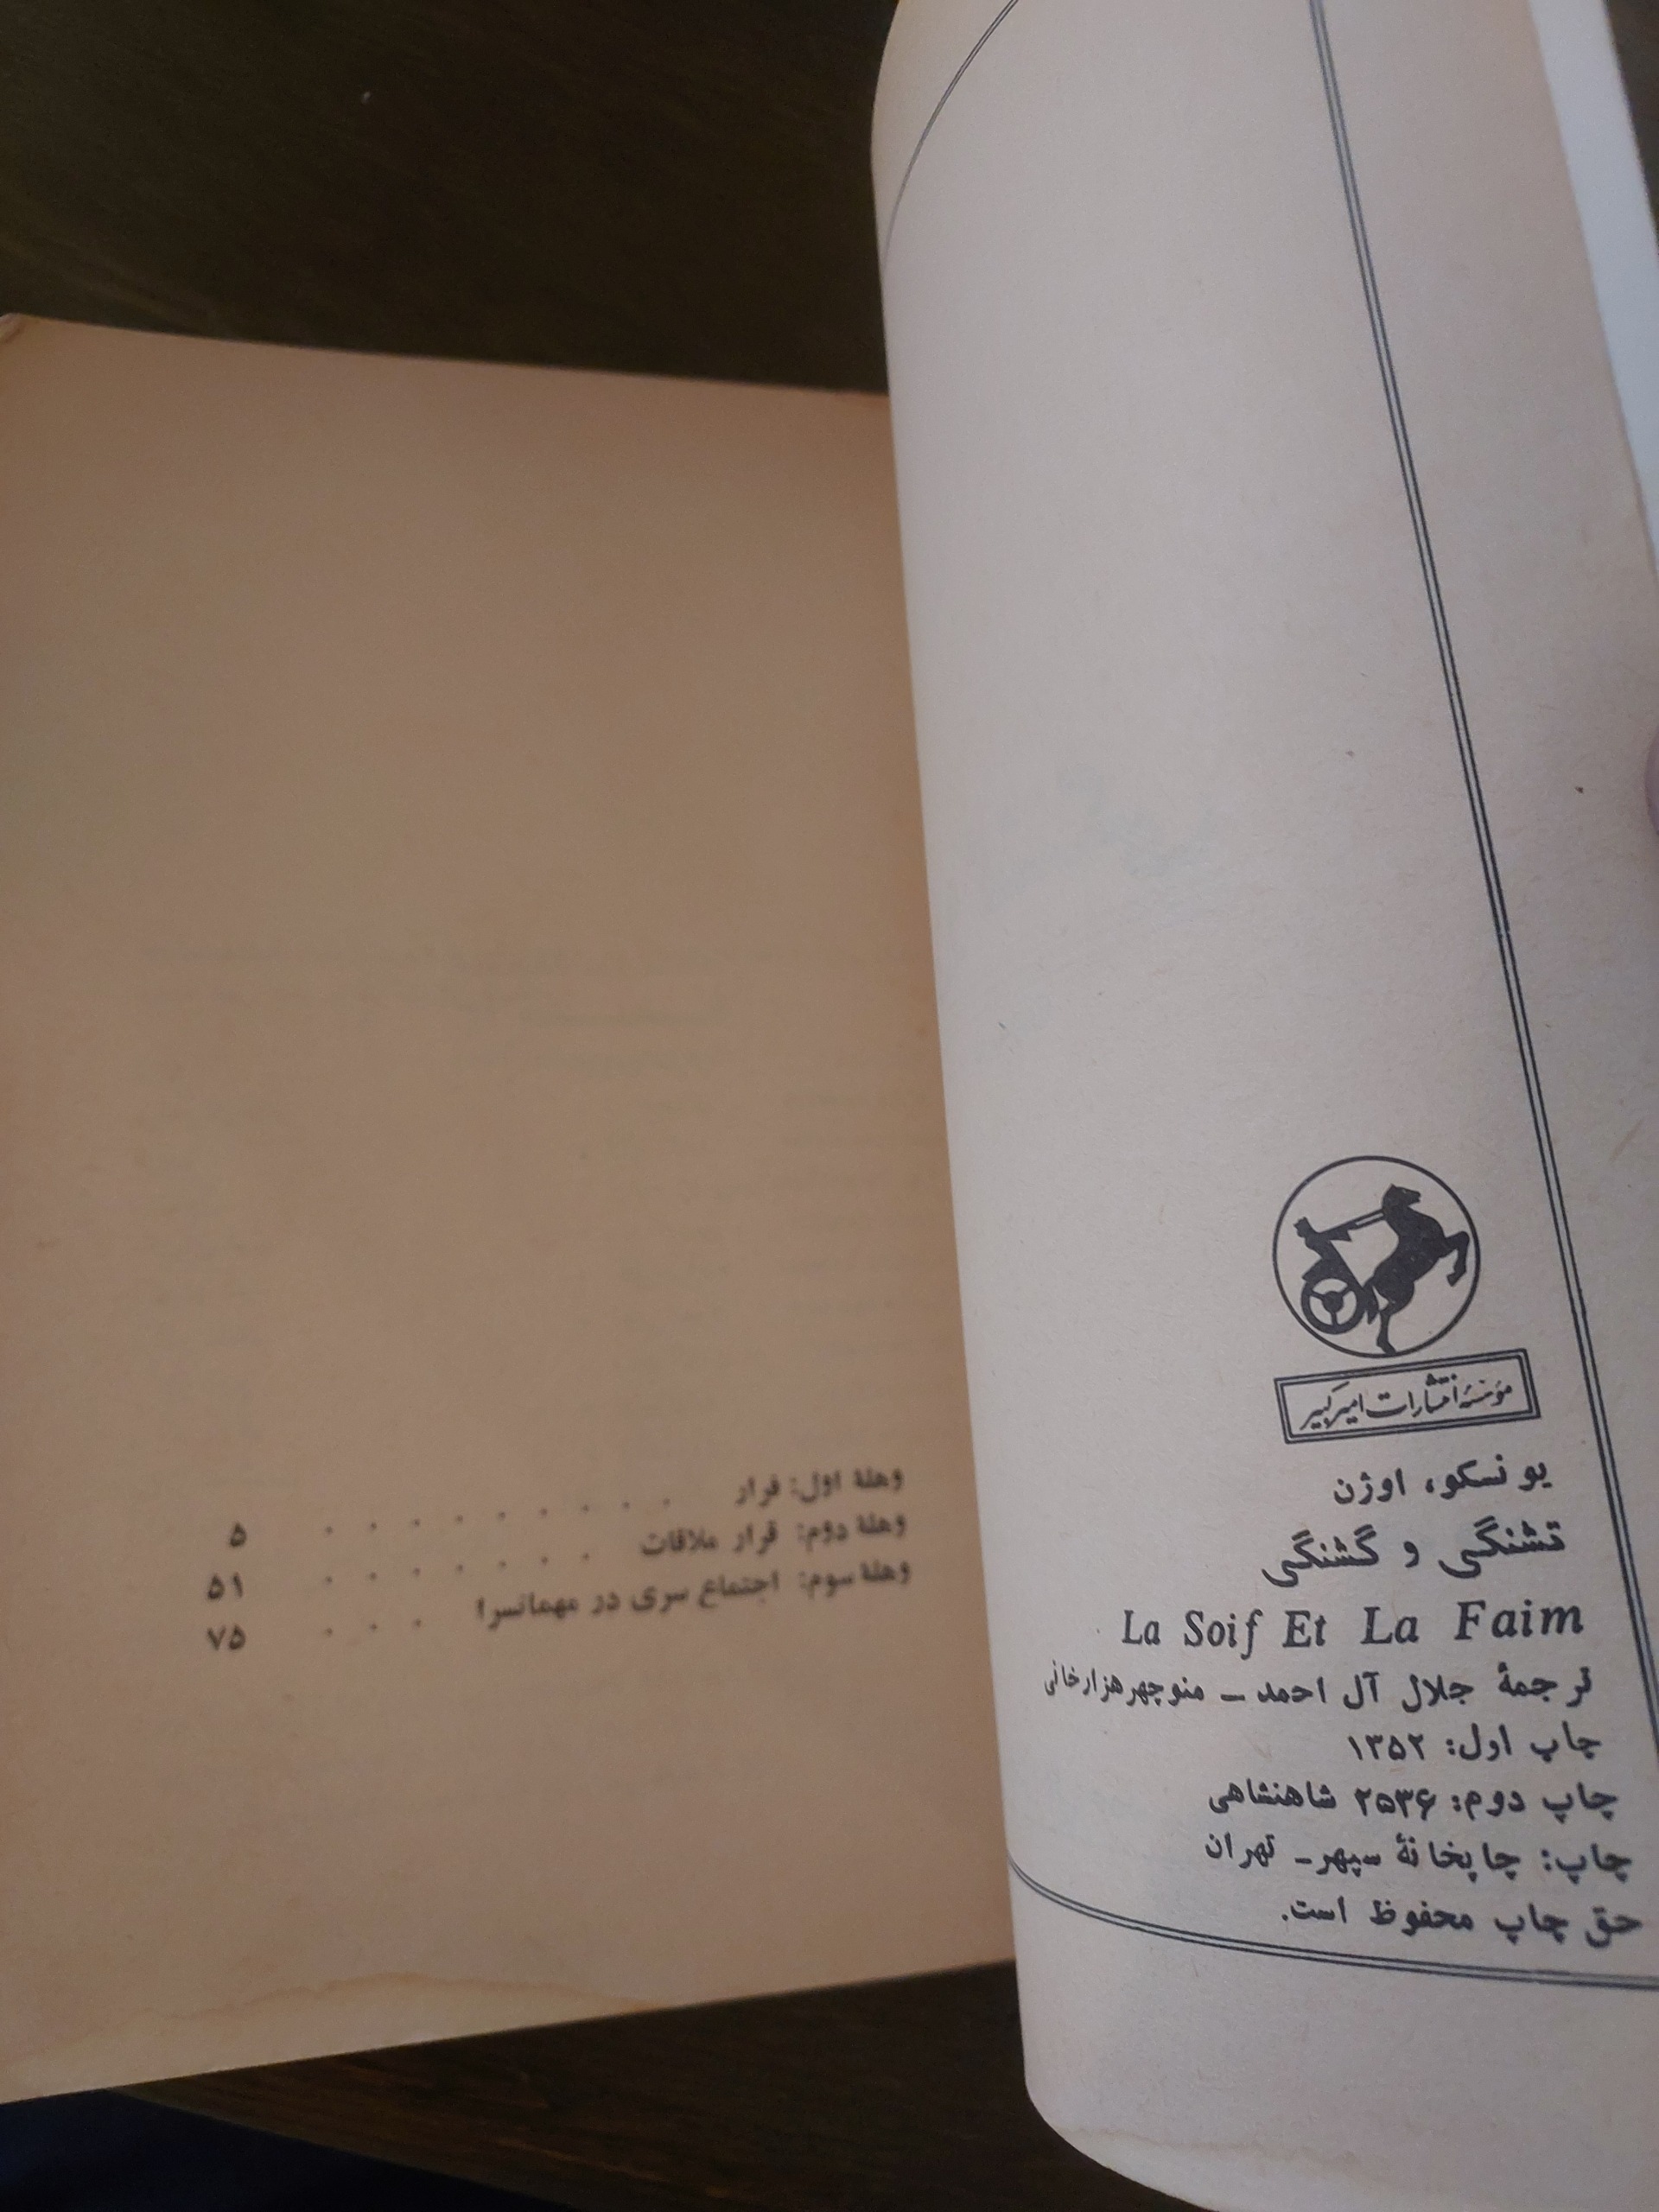 مؤسسهٔ انتشارات امیرکبیر
یونسکو، اوژن
تشنگی و گشنگی
La Soif Et La Faim
ترجمهٔ جلال آل احمد ـ منوچهر هزارخانی
چاپ اول: ۱۳۵۲
چاپ دوم: ۲۵۳۶ شاهنشاهی
چاپ: چاپخانهٔ سپهر ـ تهران
حق چاپ محفوظ است.
وهلهٔ اول: فرار . . . . . . . . . ۵
وهلهٔ دوم: قرار ملاقات . . . . . . . ۵۱
وهلهٔ سوم: اجتماع سری در مهمانسرا . . . ۷۵